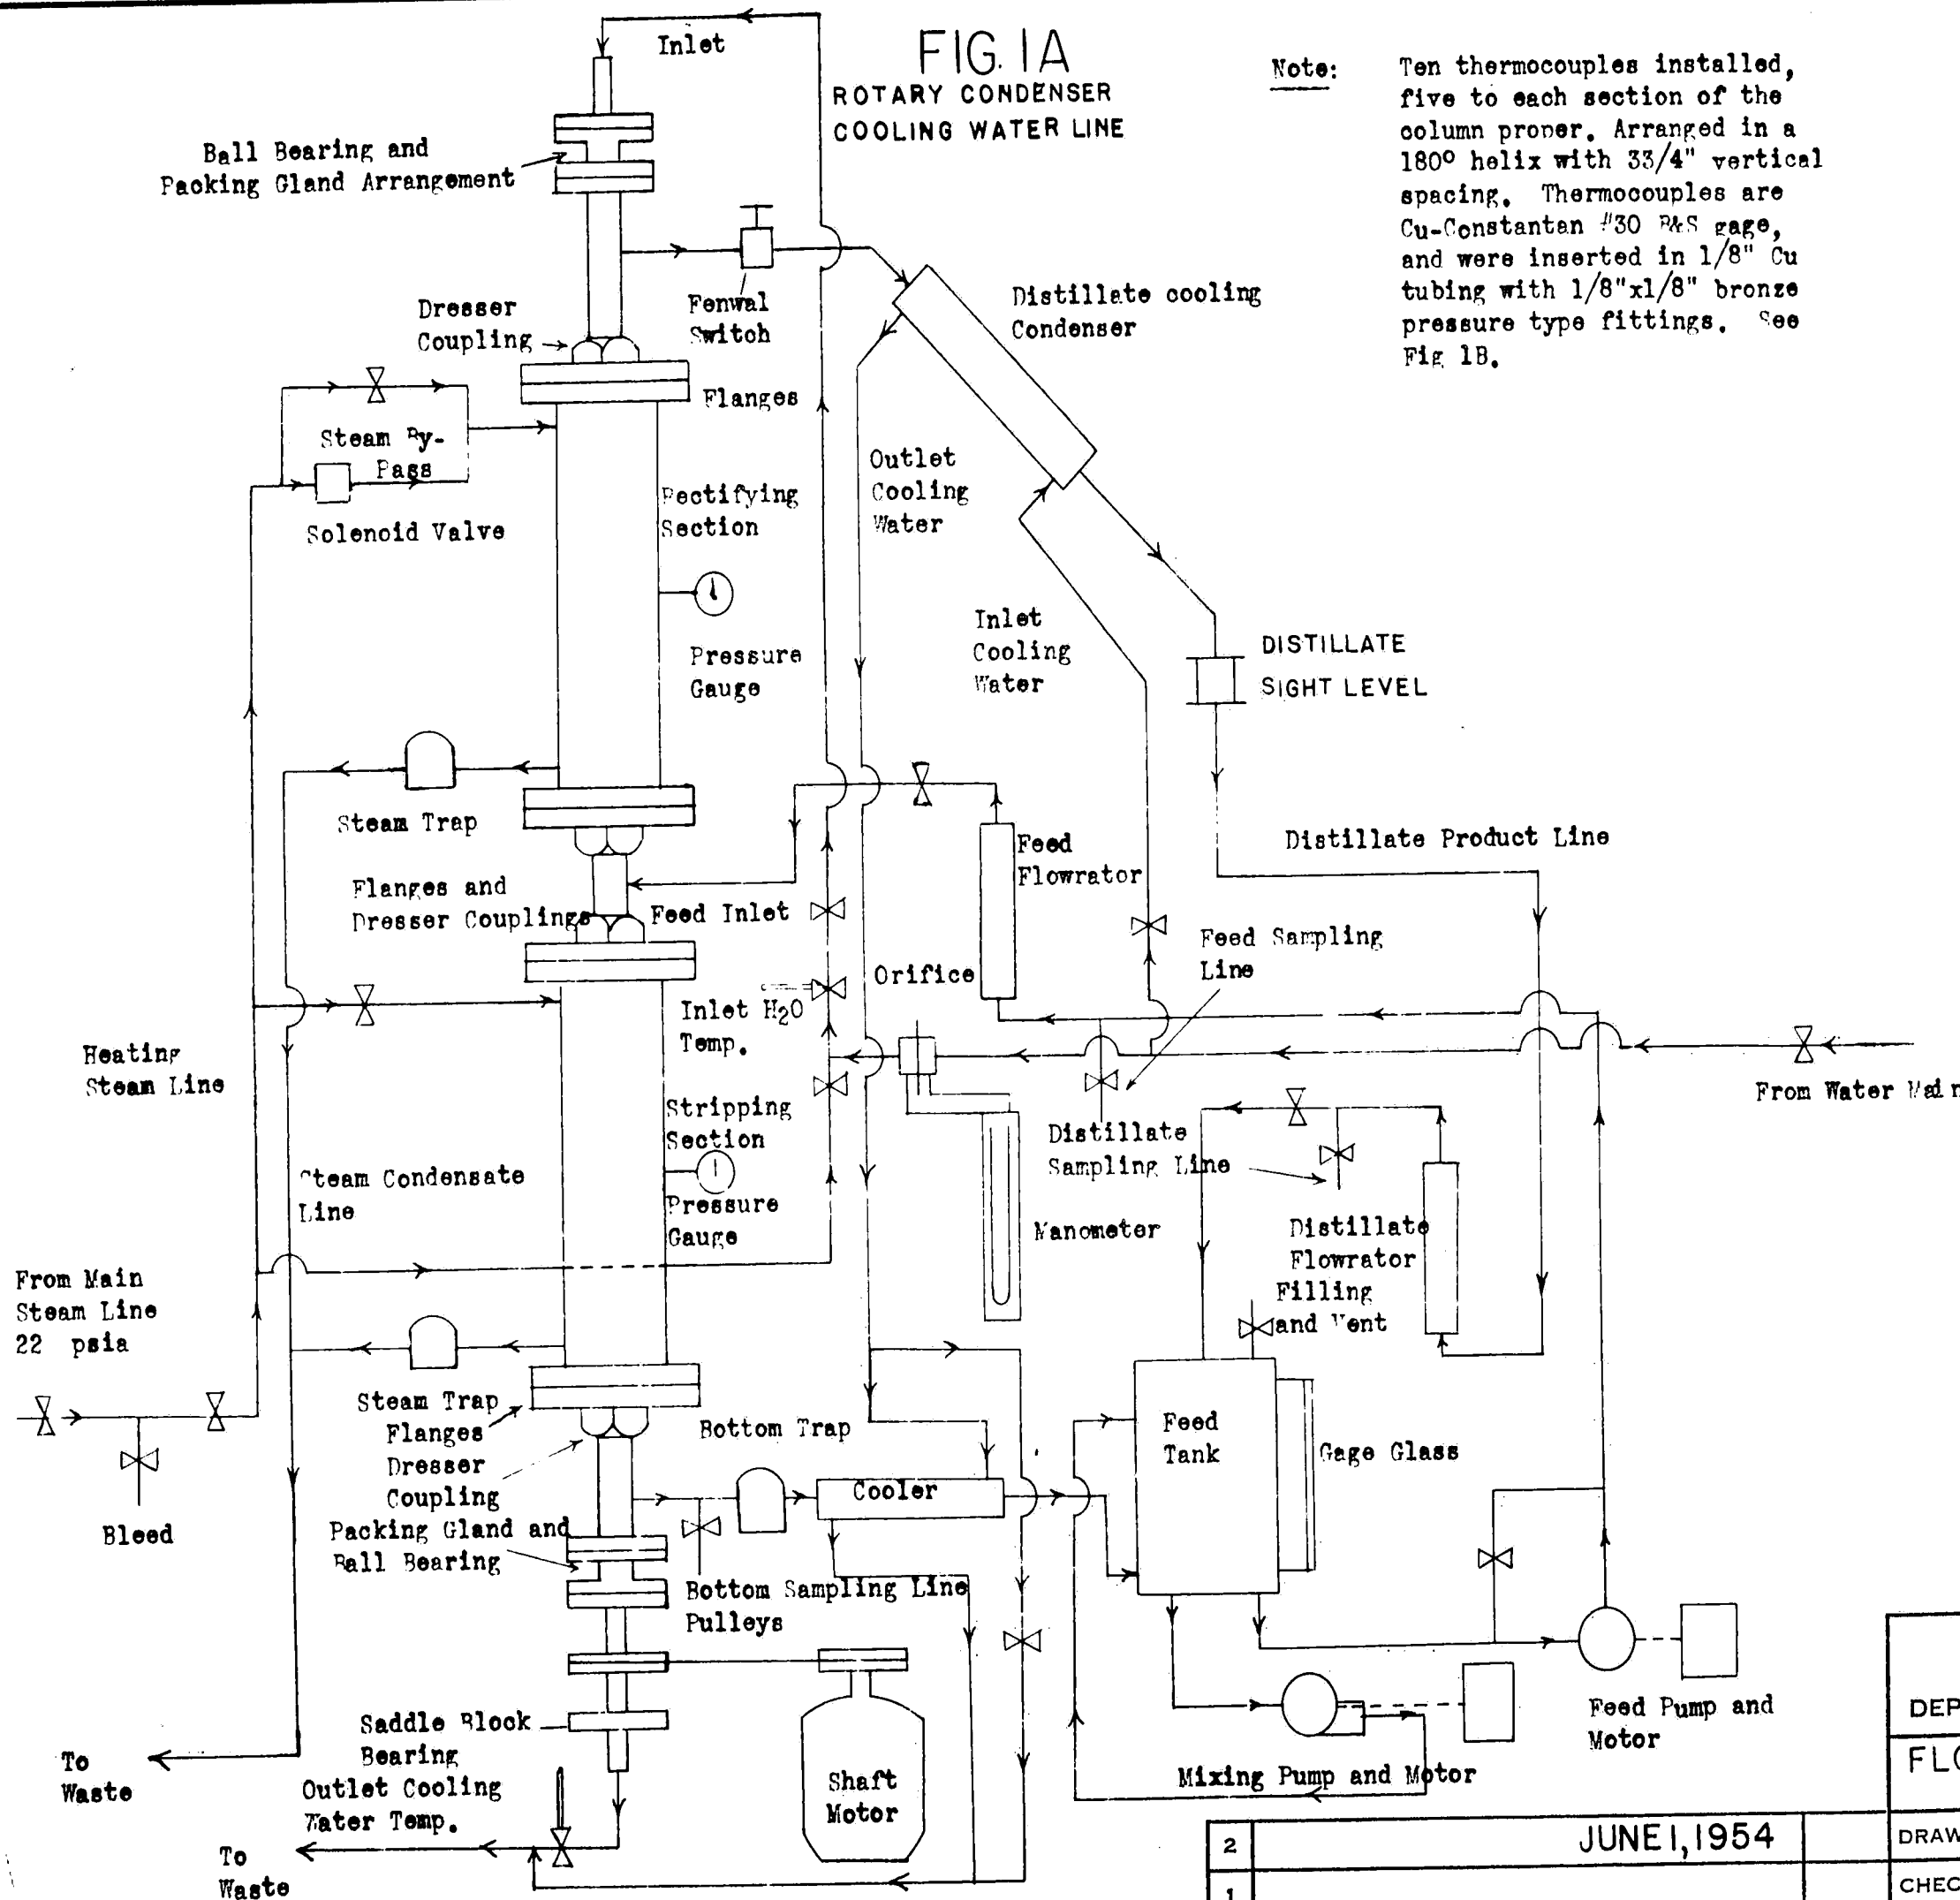 FIG. 1A
ROTARY CONDENSER
COOLING WATER LINE
Note:
Ten thermocouples installed,
five to each section of the
column proper. Arranged in a
180° helix with 33/4" vertical
spacing. Thermocouples are
Cu-Constantan #30 B&S gage,
and were inserted in 1/8" Cu
tubing with 1/8"x1/8" bronze
pressure type fittings. See
Fig 1B.
Inlet
Ball Bearing and
Packing Gland Arrangement
Dresser
Coupling
Fenwal
Switch
Distillate cooling
Condenser
Flanges
Steam By-
Pass
Solenoid Valve
Rectifying
Section
Outlet
Cooling
Water
Pressure
Gauge
Inlet
Cooling
Water
DISTILLATE
SIGHT LEVEL
Steam Trap
Feed
Flowrator
Distillate Product Line
Flanges and
Dresser Couplings
Feed Inlet
Orifice
Feed Sampling
Line
Inlet H2O
Temp.
Heating
Steam Line
From Water Main
Stripping
Section
Pressure
Gauge
Distillate
Sampling Line
Steam Condensate
Line
Manometer
Distillate
Flowrator
Filling
and Vent
From Main
Steam Line
22 psia
Steam Trap
Flanges
Dresser
Coupling
Bottom Trap
Feed
Tank
Gage Glass
Cooler
Bleed
Packing Gland and
Ball Bearing
Bottom Sampling Line
Pulleys
Saddle Block
Bearing
Shaft
Motor
Mixing Pump and Motor
Feed Pump and
Motor
To
Waste
Outlet Cooling
Water Temp.
To
Waste
2
JUNE 1, 1954
1
DEP
FLO
DRAW
CHEC